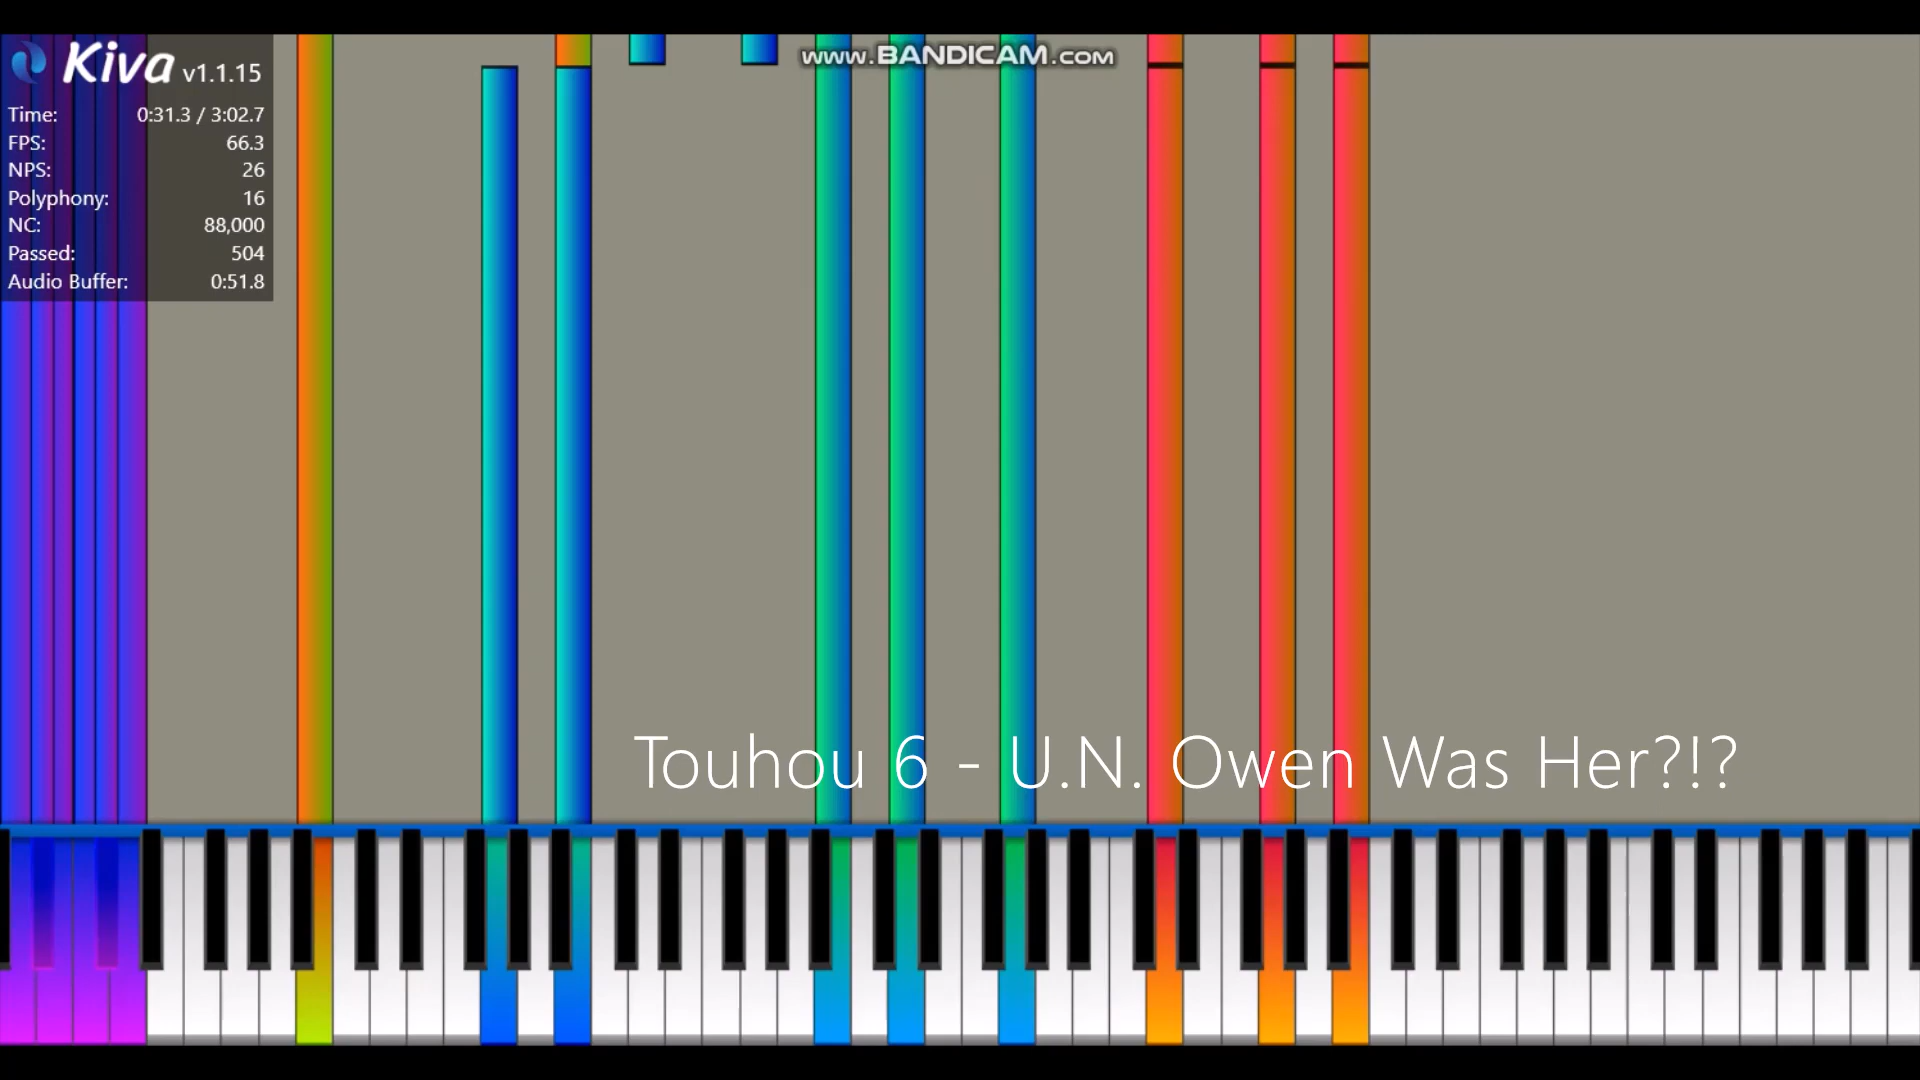 Kiva v1.1.15
www.BANDICAM.com
Time: 0:31.3 / 3:02.7
FPS: 66.3
NPS: 26
Polyphony: 16
NC: 88,000
Passed: 504
Audio Buffer: 0:51.8
Touhou 6 - U.N. Owen Was Her?!?